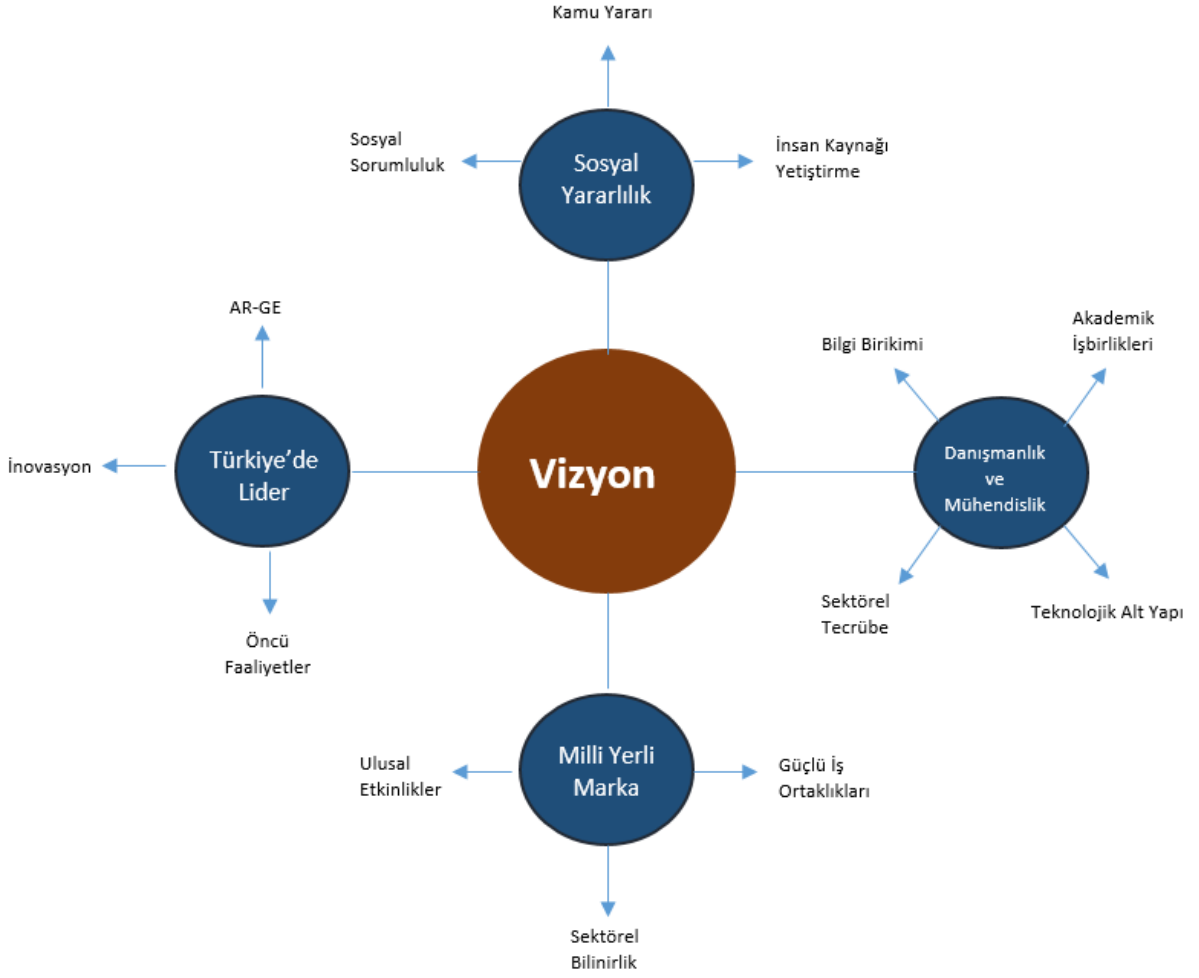 Kamu Yararı
Sosyal
Sorumluluk
Sosyal
Yararlılık
İnsan Kaynağı
Yetiştirme
AR-GE
İnovasyon
Türkiye’de
Lider
Öncü
Faaliyetler
Vizyon
Bilgi Birikimi
Akademik
İşbirlikleri
Danışmanlık
ve
Mühendislik
Sektörel
Tecrübe
Teknolojik Alt Yapı
Ulusal
Etkinlikler
Milli Yerli
Marka
Güçlü İş
Ortaklıkları
Sektörel
Bilinirlik